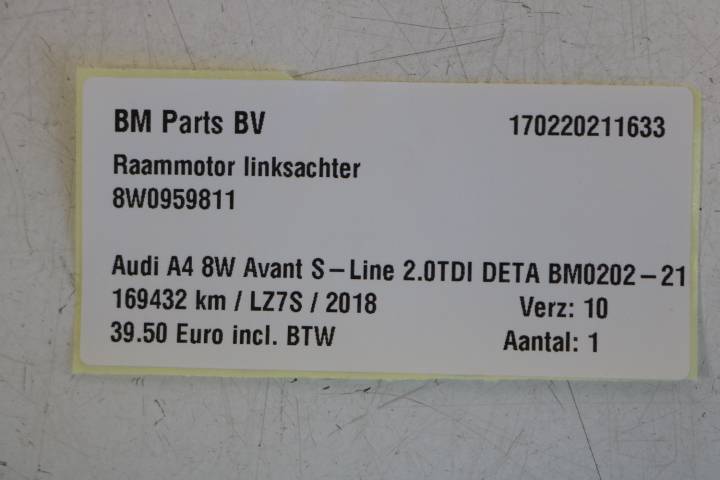 BM Parts BV 170220211633
Raammotor linksachter
8W0959811
Audi A4 8W Avant S-Line 2.0TDI DETA BM0202-21
169432 km / LZ7S / 2018 Verz: 10
39.50 Euro incl. BTW Aantal: 1